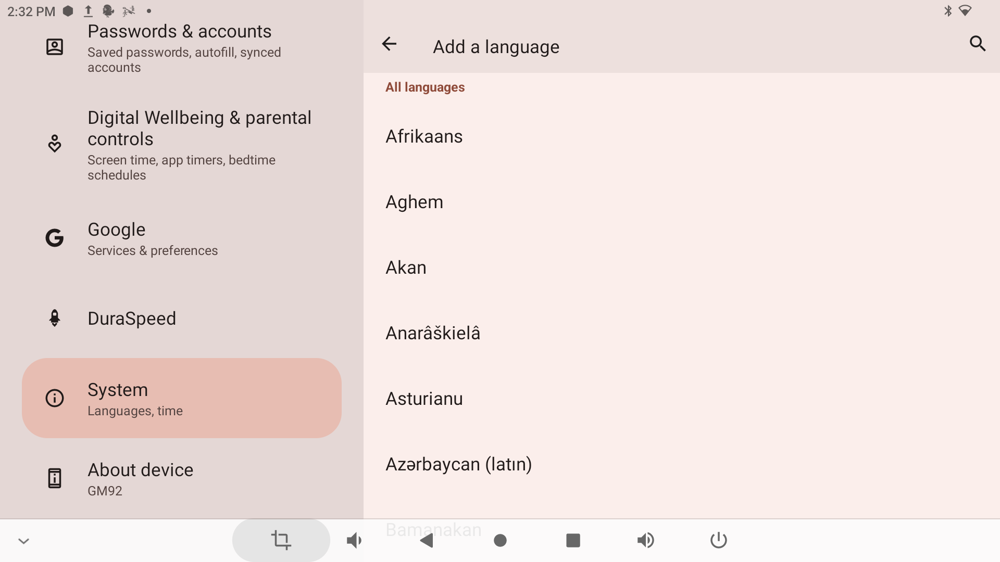 2:32 PM
Passwords & accounts
Saved passwords, autofill, synced
accounts
Digital Wellbeing & parental
controls
Screen time, app timers, bedtime
schedules
Google
Services & preferences
DuraSpeed
System
Languages, time
About device
GM92
Add a language
All languages
Afrikaans
Aghem
Akan
Anarâškielâ
Asturianu
Azərbaycan (latın)
Bamanakan